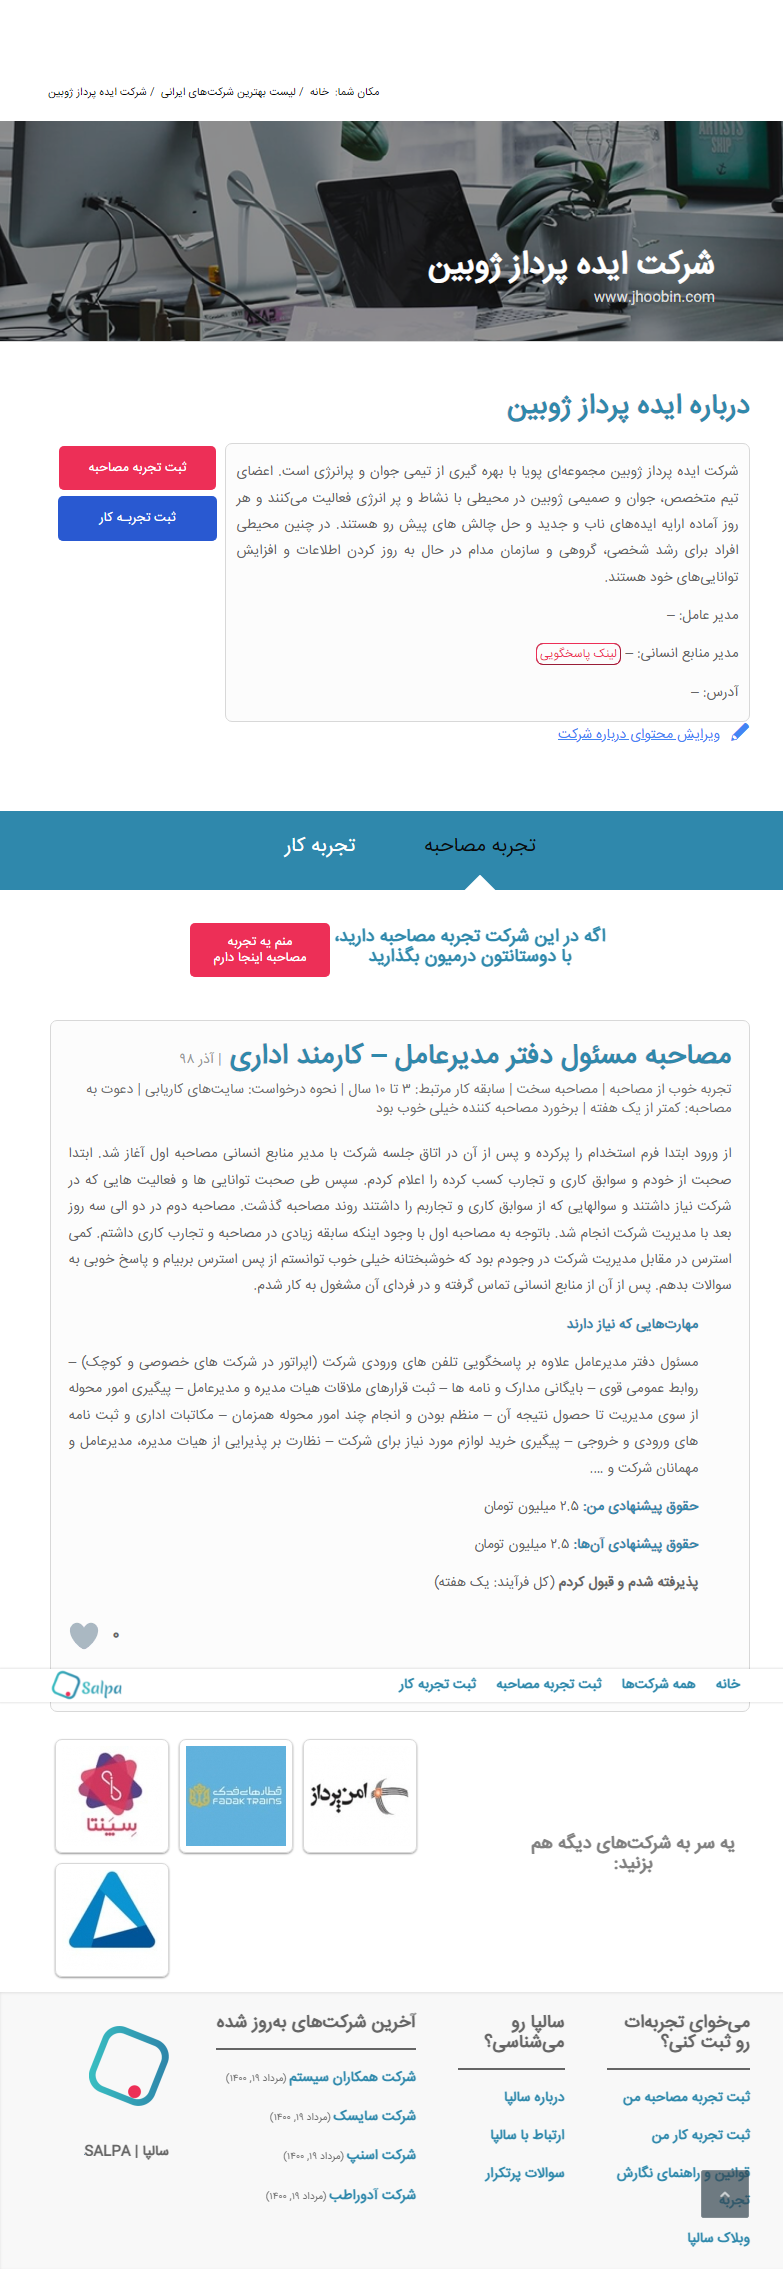 مکان شما: خانه / لیست بهترین شرکت‌های ایرانی / شرکت ایده پرداز ژوبین
ARTISTS
SHIP
شرکت ایده پرداز ژوبین
www.jhoobin.com
درباره ایده پرداز ژوبین
شرکت ایده پرداز ژوبین مجموعه‌ای پویا با بهره گیری از تیمی جوان و پرانرژی است. اعضای
تیم متخصص، جوان و صمیمی ژوبین در محیطی با نشاط و پر انرژی فعالیت می‌کنند و هر
روز آماده ارایه ایده‌های ناب و جدید و حل چالش های پیش رو هستند. در چنین محیطی
افراد برای رشد شخصی، گروهی و سازمان مدام در حال به روز کردن اطلاعات و افزایش
توانایی‌های خود هستند.
مدیر عامل: –
مدیر منابع انسانی: – لینک پاسخگویی
آدرس: –
ثبت تجربه مصاحبه
ثبت تجربـه کار
ویرایش محتوای درباره شرکت
تجربه مصاحبه
تجربه کار
اگه در این شرکت تجربه مصاحبه دارید،
با دوستانتون درمیون بگذارید
منم یه تجربه
مصاحبه اینجا دارم
مصاحبه مسئول دفتر مدیرعامل – کارمند اداری | آذر ۹۸
تجربه خوب از مصاحبه | مصاحبه سخت | سابقه کار مرتبط: ۳ تا ۱۰ سال | نحوه درخواست: سایت‌های کاریابی | دعوت به
مصاحبه: کمتر از یک هفته | برخورد مصاحبه کننده خیلی خوب بود
از ورود ابتدا فرم استخدام را پرکرده و پس از آن در اتاق جلسه شرکت با مدیر منابع انسانی مصاحبه اول آغاز شد. ابتدا
صحبت از خودم و سوابق کاری و تجارب کسب کرده را اعلام کردم. سپس طی صحبت توانایی ها و فعالیت هایی که در
شرکت نیاز داشتند و سوالهایی که از سوابق کاری و تجاربم را داشتند روند مصاحبه گذشت. مصاحبه دوم در دو الی سه روز
بعد با مدیریت شرکت انجام شد. باتوجه به مصاحبه اول با وجود اینکه سابقه زیادی در مصاحبه و تجارب کاری داشتم. کمی
استرس در مقابل مدیریت شرکت در وجودم بود که خوشبختانه خیلی خوب توانستم از پس استرس بربیام و پاسخ خوبی به
سوالات بدهم. پس از آن از منابع انسانی تماس گرفته و در فردای آن مشغول به کار شدم.
مهارت‌هایی که نیاز دارند
مسئول دفتر مدیرعامل علاوه بر پاسخگویی تلفن های ورودی شرکت (اپراتور در شرکت های خصوصی و کوچک) –
روابط عمومی قوی – بایگانی مدارک و نامه ها – ثبت قرارهای ملاقات هیات مدیره و مدیرعامل – پیگیری امور محوله
از سوی مدیریت تا حصول نتیجه آن – منظم بودن و انجام چند امور محوله همزمان – مکاتبات اداری و ثبت نامه
های ورودی و خروجی – پیگیری خرید لوازم مورد نیاز برای شرکت – نظارت بر پذیرایی از هیات مدیره، مدیرعامل و
مهمانان شرکت و ….
حقوق پیشنهادی من: ۲.۵ میلیون تومان
حقوق پیشنهادی آن‌ها: ۲.۵ میلیون تومان
پذیرفته شدم و قبول کردم (کل فرآیند: یک هفته)
۰
خانه همه شرکت‌ها ثبت تجربه مصاحبه ثبت تجربه کار
Salpa
یه سر به شرکت‌های دیگه هم
بزنید:
امن‌پرداز
قطارهای فدک
FADAK TRAINS
سپنتا
می‌خوای تجربه‌ات
رو ثبت کنی؟
ثبت تجربه مصاحبه من
ثبت تجربه کار من
قوانین و راهنمای نگارش
تجربه
وبلاک سالپا
سالپا رو
می‌شناسی؟
درباره سالپا
ارتباط با سالپا
سوالات پرتکرار
آخرین شرکت‌های به‌روز شده
شرکت همکاران سیستم (مرداد ۱۹, ۱۴۰۰)
شرکت سایسک (مرداد ۱۹, ۱۴۰۰)
شرکت اسنپ (مرداد ۱۹, ۱۴۰۰)
شرکت آدوراطب (مرداد ۱۹, ۱۴۰۰)
سالپا | SALPA